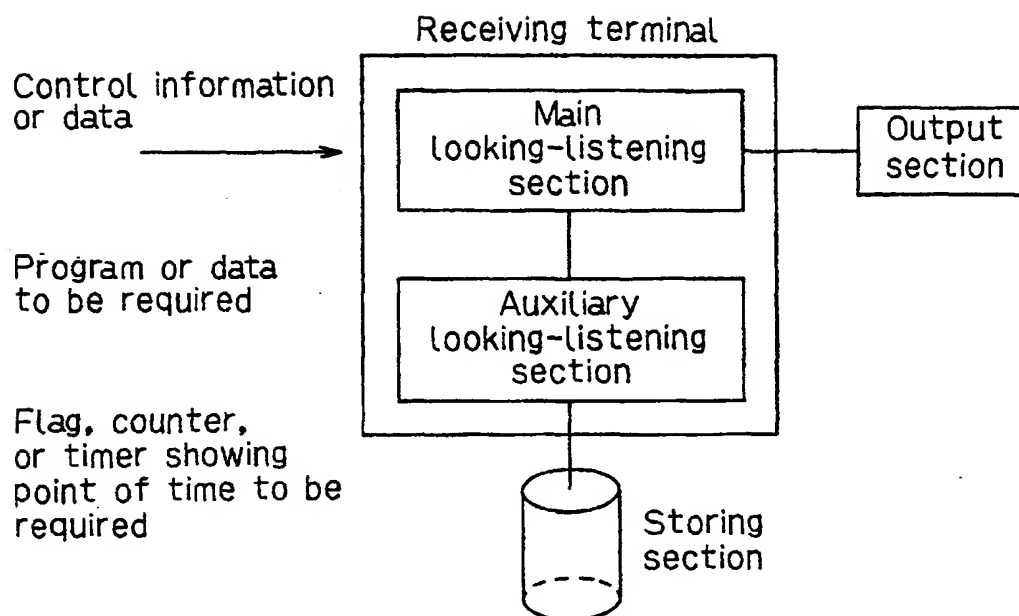 Receiving terminal
Control information
or data
Main
looking-listening
section
Output
section
Program or data
to be required
Auxiliary
looking-listening
section
Flag, counter,
or timer showing
point of time to be
required
Storing
section